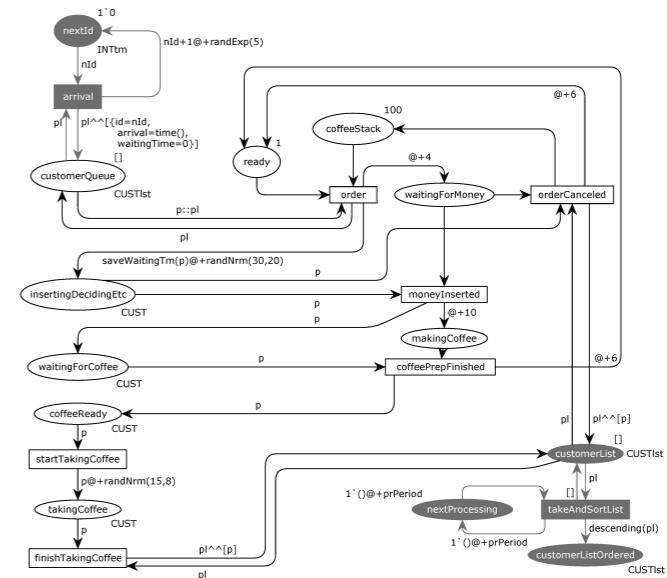 1`0
nextId
INTtm
nId+1@+randExp(5)
nId
arrival
@+6
pl
pl^^[{id=nId,
arrival=time(),
waitingTime=0}]
100
coffeeStack
[]
1
ready
@+4
customerQueue
CUSTlst
order
waitingForMoney
orderCanceled
p::pl
pl
saveWaitingTm(p)@+randNrm(30,20)
p
insertingDecidingEtc
CUST
p
moneyInserted
p
@+10
makingCoffee
@+6
waitingForCoffee
CUST
p
coffeePrepFinished
coffeeReady
CUST
p
p
pl
pl^^[p]
[]
startTakingCoffee
customerList
CUSTlst
p@+randNrm(15,8)
pl
1`()@+prPeriod
[]
takingCoffee
CUST
nextProcessing
takeAndSortList
p
1`()@+prPeriod
descending(pl)
finishTakingCoffee
pl^^[p]
customerListOrdered
CUSTlst
pl